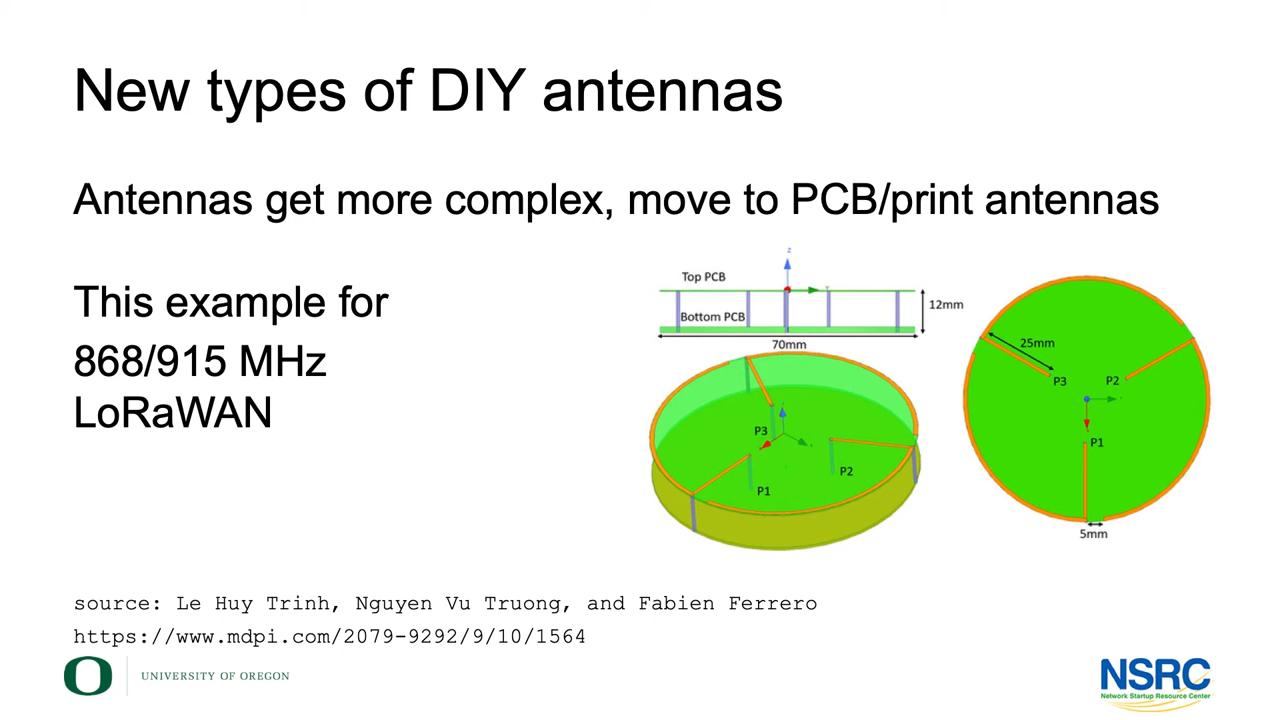 New types of DIY antennas
Antennas get more complex, move to PCB/print antennas
This example for
868/915 MHz
LoRaWAN
z
Top PCB
Bottom PCB
12mm
70mm
P3
P2
P1
25mm
P3
P2
P1
5mm
source: Le Huy Trinh, Nguyen Vu Truong, and Fabien Ferrero
https://www.mdpi.com/2079-9292/9/10/1564
O
UNIVERSITY OF OREGON
NSRC
Network Startup Resource Center